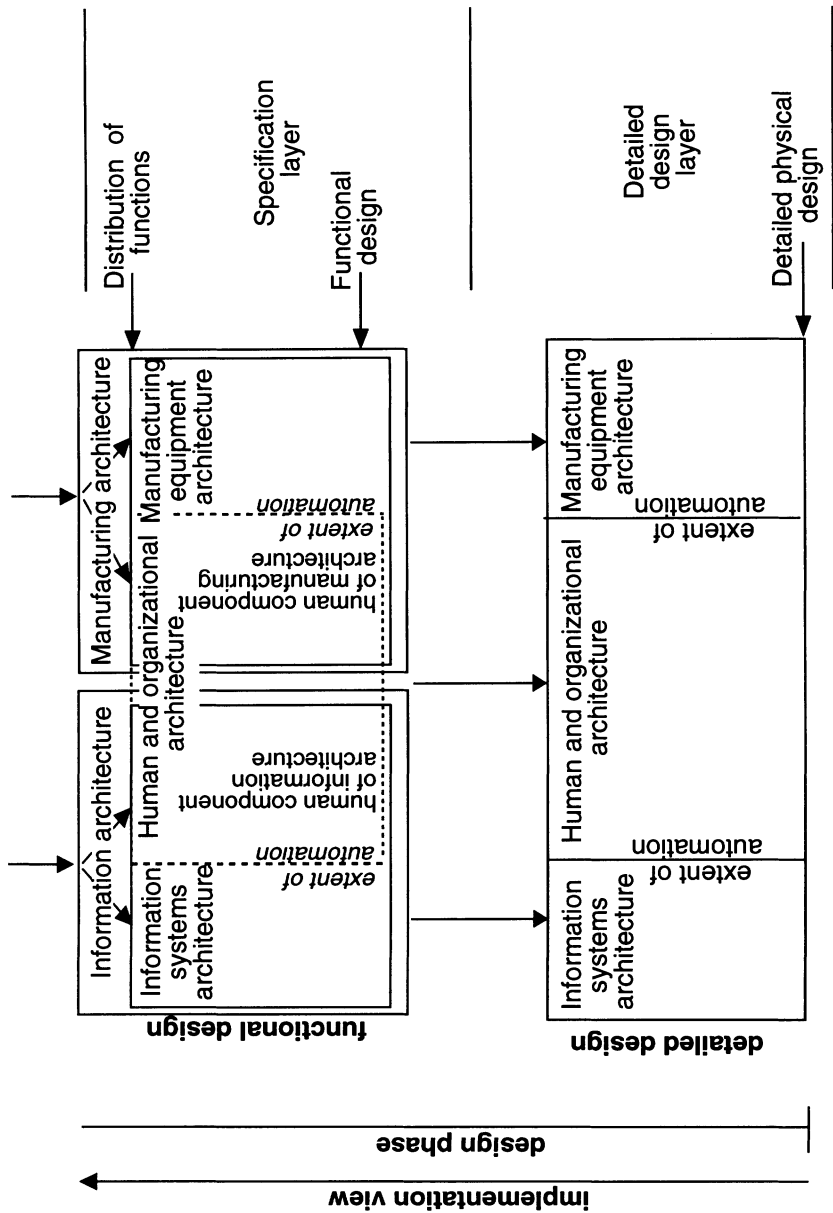 Information architecture
Manufacturing architecture
Distribution of
functions
Information
systems
architecture
Human and organizational
architecture
Manufacturing
equipment
architecture
extent of
automation
human component
of information
architecture
human component
of manufacturing
architecture
extent of
automation
functional design
Specification
layer
Functional
design
Information
systems
architecture
Human and organizational
architecture
Manufacturing
equipment
architecture
extent of
automation
extent of
automation
detailed design
Detailed
design
layer
Detailed physical
design
design phase
implementation view